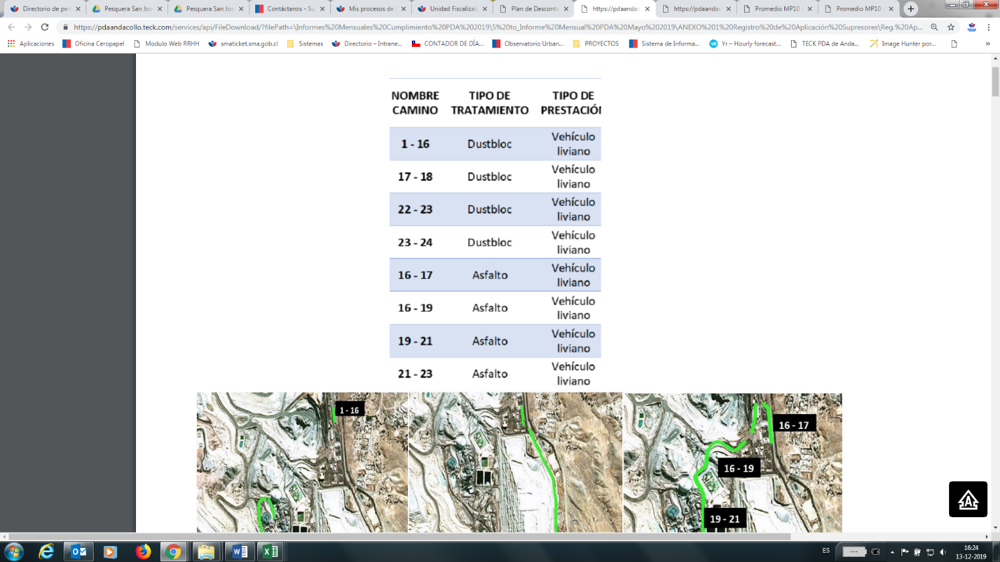 Directorio de per
Pesquera San Jos
Pesquera San Jos
Contáctanos - Su
Mis procesos de
Unidad Fiscalizab
Plan de Desconta
https://pdaandac
https://pdaandac
Promedio MP10
Promedio MP10
https://pdaandacollo.teck.com/services/api/FileDownload/?filePath=\Informes%20Mensuales%20Cumplimiento%20PDA%202019\5%20to_Informe%20Mensual%20PDA%20Mayo%202019\ANEXO%201%20Registro%20de%20Aplicación%20Supresores\Reg.%20Ap...
Aplicaciones
Oficina Ceropapel
Modulo Web RRHH
smaticket.sma.gob.cl
Sistemas
Directorio – Intrane...
CONTADOR DE DÍA...
Observatorio Urban...
PROYECTOS
Sistema de Informa...
Yr – Hourly forecast...
TECK PDA de Anda...
Image Hunter por...
»
NOMBRE CAMINO
TIPO DE TRATAMIENTO
TIPO DE PRESTACIÓN
1 - 16 Dustbloc Vehículo liviano
17 - 18 Dustbloc Vehículo liviano
22 - 23 Dustbloc Vehículo liviano
23 - 24 Dustbloc Vehículo liviano
16 - 17 Asfalto Vehículo liviano
16 - 19 Asfalto Vehículo liviano
19 - 21 Asfalto Vehículo liviano
21 - 23 Asfalto Vehículo liviano
1 - 16
16 - 17
16 - 19
19 - 21
ES
16:24
13-12-2019